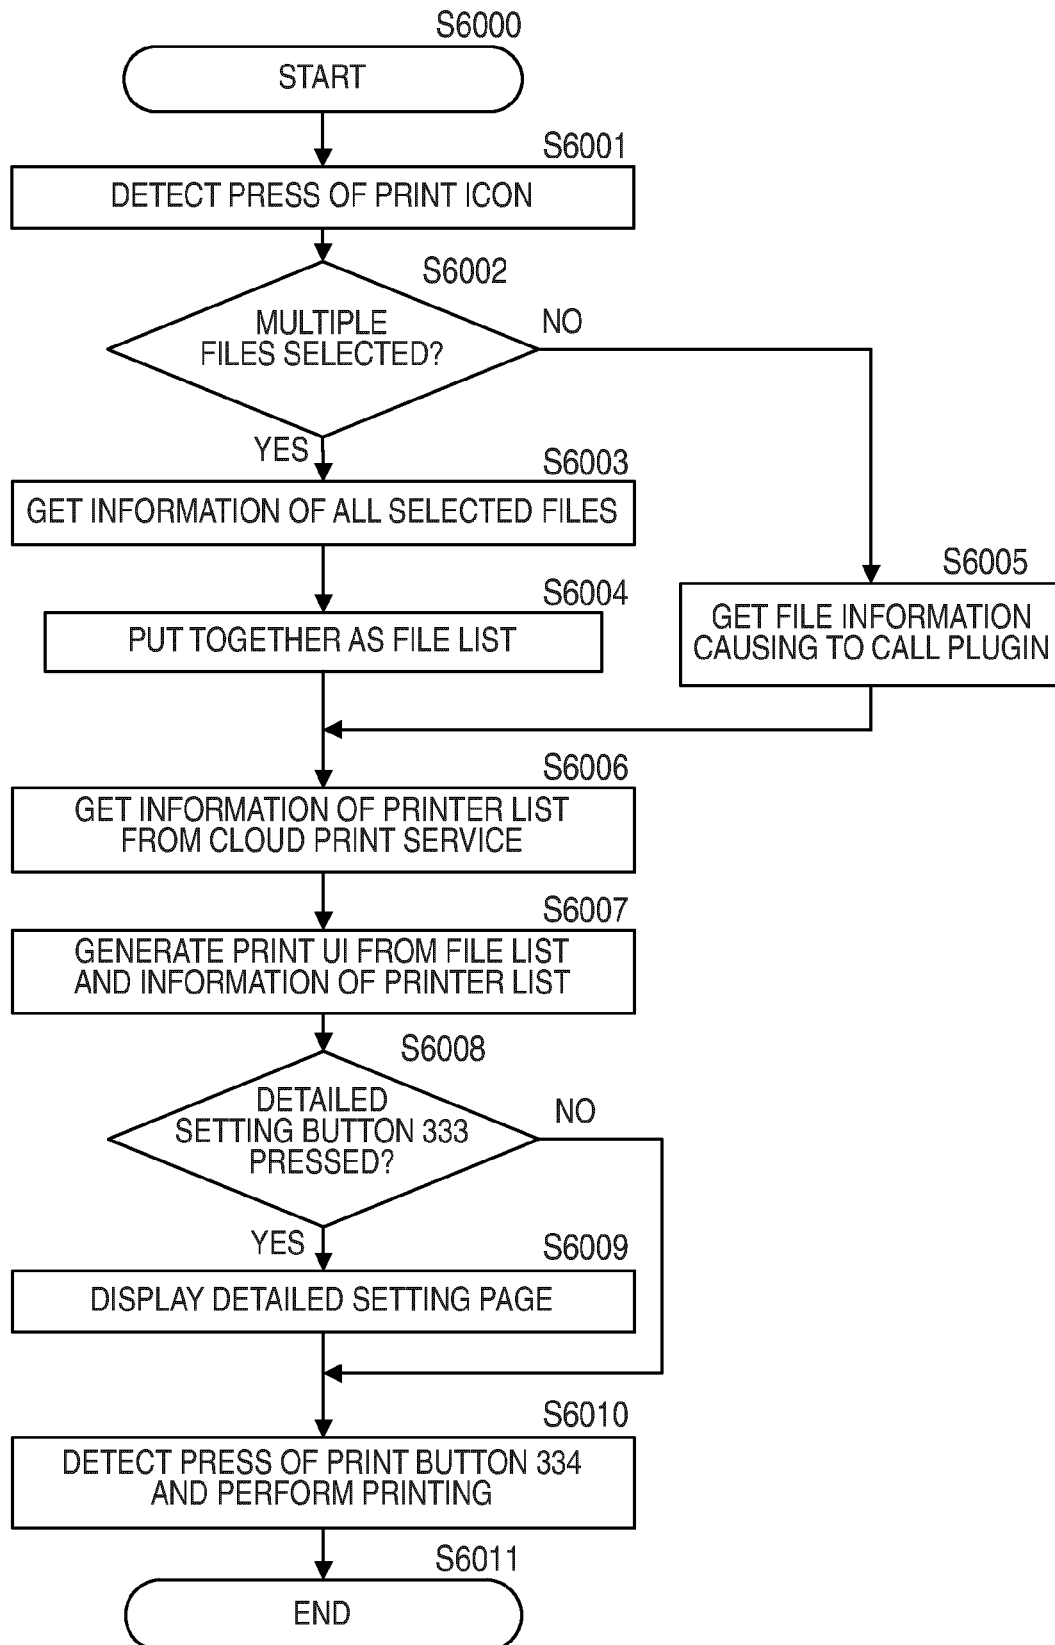 S6000
START
S6001
DETECT PRESS OF PRINT ICON
S6002
MULTIPLE
FILES SELECTED?
NO
YES
S6003
GET INFORMATION OF ALL SELECTED FILES
S6004
PUT TOGETHER AS FILE LIST
S6005
GET FILE INFORMATION
CAUSING TO CALL PLUGIN
S6006
GET INFORMATION OF PRINTER LIST
FROM CLOUD PRINT SERVICE
S6007
GENERATE PRINT UI FROM FILE LIST
AND INFORMATION OF PRINTER LIST
S6008
DETAILED
SETTING BUTTON 333
PRESSED?
NO
YES
S6009
DISPLAY DETAILED SETTING PAGE
S6010
DETECT PRESS OF PRINT BUTTON 334
AND PERFORM PRINTING
S6011
END